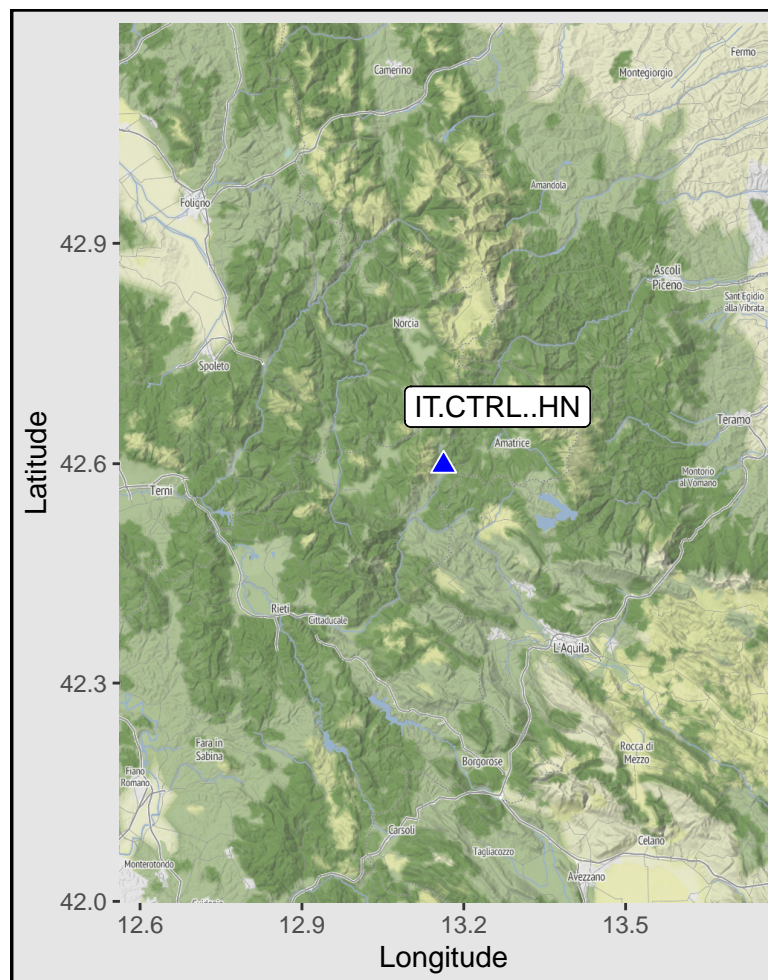 Camerino
Montegiorgio
Fermo
Foligno
Amandola
42.9
Ascoli
Piceno
Sant'Egidio
alla Vibrata
Norcia
Spoleto
IT.CTRL..HN
Teramo
Amatrice
42.6
Latitude
Terni
Montorio
al Vomano
Rieti
Cittaducale
L'Aquila
42.3
Fara in
Sabina
Rocca di
Mezzo
Borgorose
Fiano
Romano
Carsoli
Celano
Tagliacozzo
Monterotondo
Avezzano
42.0
12.6
12.9
13.2
13.5
Longitude